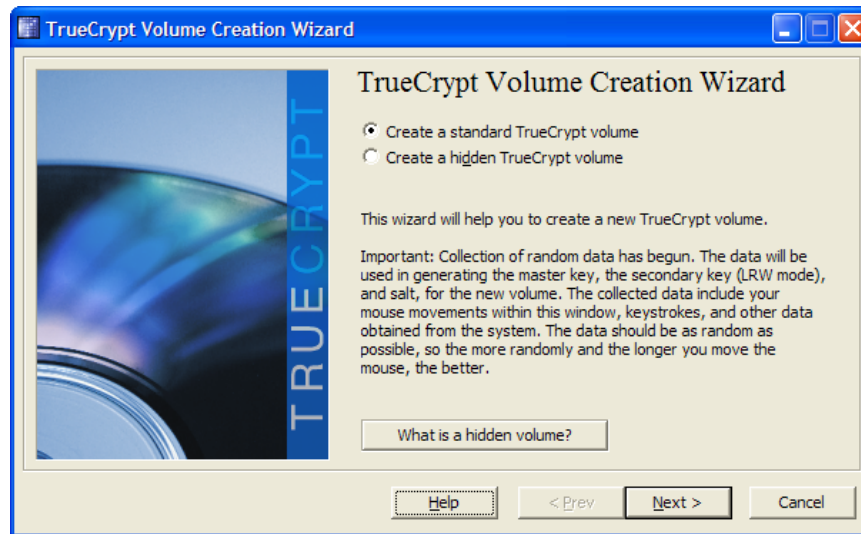 TrueCrypt Volume Creation Wizard
TRUECRYPT
TrueCrypt Volume Creation Wizard
Create a standard TrueCrypt volume
Create a hidden TrueCrypt volume
This wizard will help you to create a new TrueCrypt volume.
Important: Collection of random data has begun. The data will be
used in generating the master key, the secondary key (LRW mode),
and salt, for the new volume. The collected data include your
mouse movements within this window, keystrokes, and other data
obtained from the system. The data should be as random as
possible, so the more randomly and the longer you move the
mouse, the better.
What is a hidden volume?
Help
< Prev
Next >
Cancel